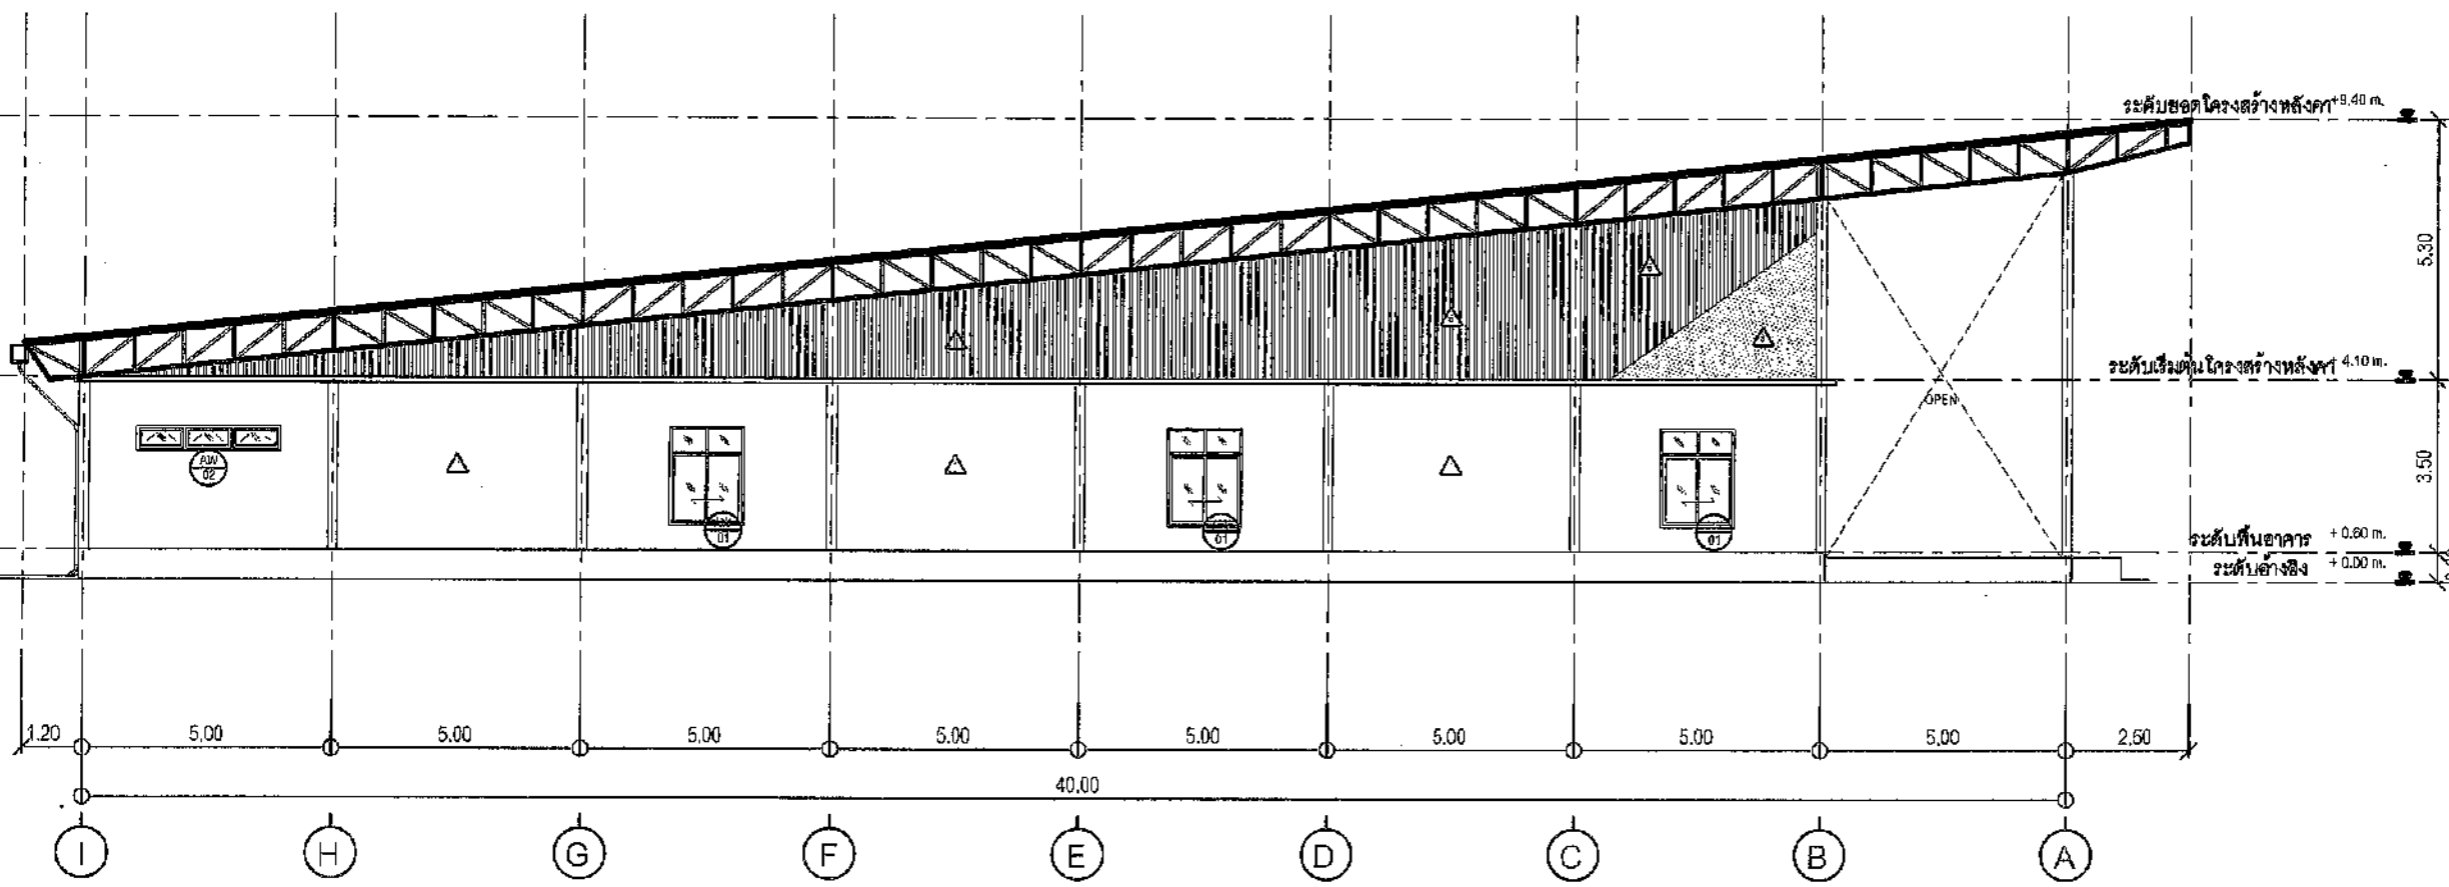 ระดับยอดโครงสร้างหลังคา +9.40 m.
5.30
ระดับเริ่มต้นโครงสร้างหลังคา + 4.10 m.
OPEN
3.50
AW
02
01
01
01
ระดับพื้นอาคาร + 0.60 m.
ระดับอ้างอิง + 0.00 m.
1.20 5.00 5.00 5.00 5.00 5.00 5.00 5.00 5.00 2.50
40.00
I H G F E D C B A